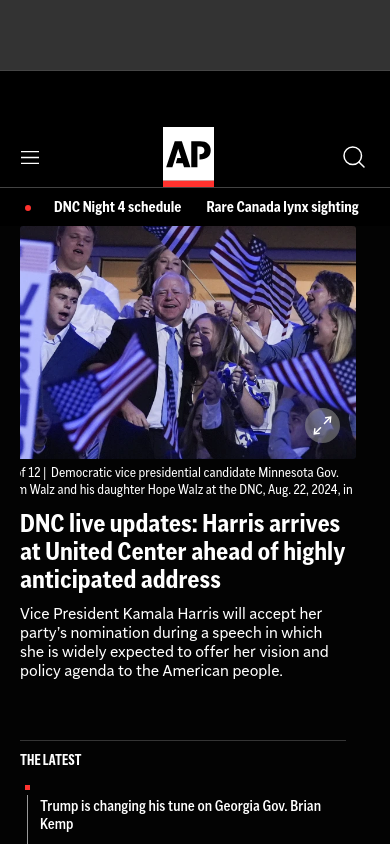 AP
DNC Night 4 schedule Rare Canada lynx sighting
of 12 | Democratic vice presidential candidate Minnesota Gov.
m Walz and his daughter Hope Walz at the DNC, Aug. 22, 2024, in
DNC live updates: Harris arrives
at United Center ahead of highly
anticipated address
Vice President Kamala Harris will accept her
party's nomination during a speech in which
she is widely expected to offer her vision and
policy agenda to the American people.
THE LATEST
Trump is changing his tune on Georgia Gov. Brian
Kemp